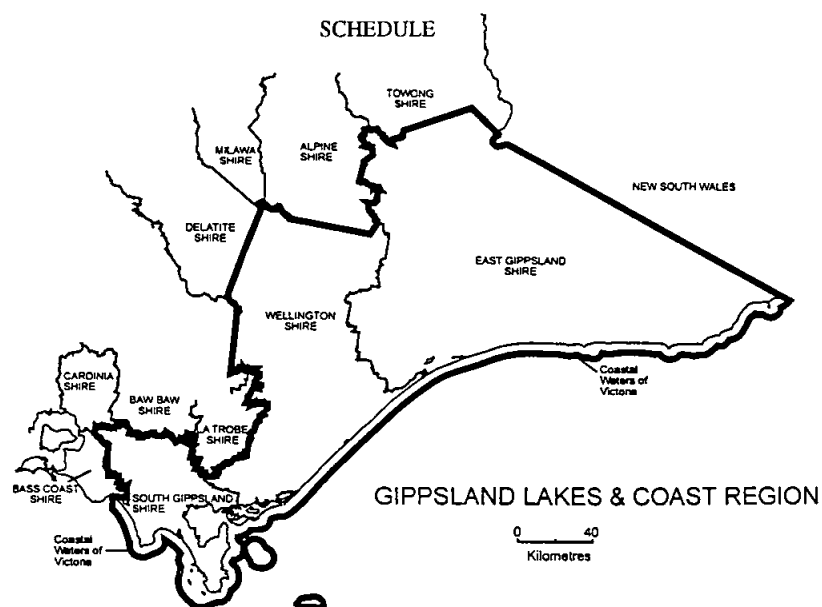 SCHEDULE
TOWONG
SHIRE
MILAWA
SHIRE
ALPINE
SHIRE
NEW SOUTH WALES
DELATITE
SHIRE
EAST GIPPSLAND
SHIRE
WELLINGTON
SHIRE
CARDINIA
SHIRE
BAW BAW
SHIRE
LA TROBE
SHIRE
Coastal
Waters of
Victoria
BASS COAST
SHIRE
SOUTH GIPPSLAND
SHIRE
GIPPSLAND LAKES & COAST REGION
Coastal
Waters of
Victoria
0 40
Kilometres